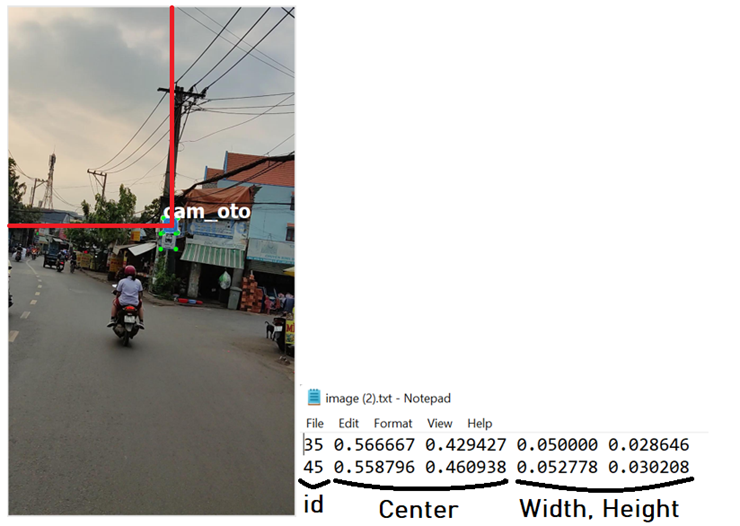 cam_oto
image (2).txt - Notepad
File Edit Format View Help
35 0.566667 0.429427 0.050000 0.028646
45 0.558796 0.460938 0.052778 0.030208
id Center Width, Height